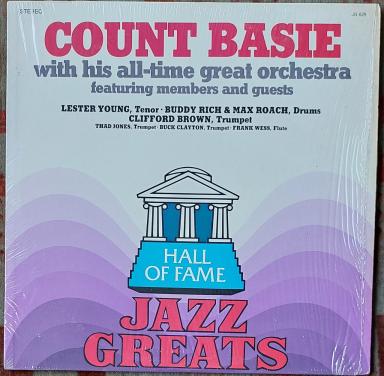 STEREO
JG 625
COUNT BASIE
with his all-time great orchestra
featuring members and guests
LESTER YOUNG, Tenor · BUDDY RICH & MAX ROACH, Drums
CLIFFORD BROWN, Trumpet
THAD JONES, Trumpet · BUCK CLAYTON, Trumpet · FRANK WESS, Flute
HALL
OF FAME
JAZZ
GREATS